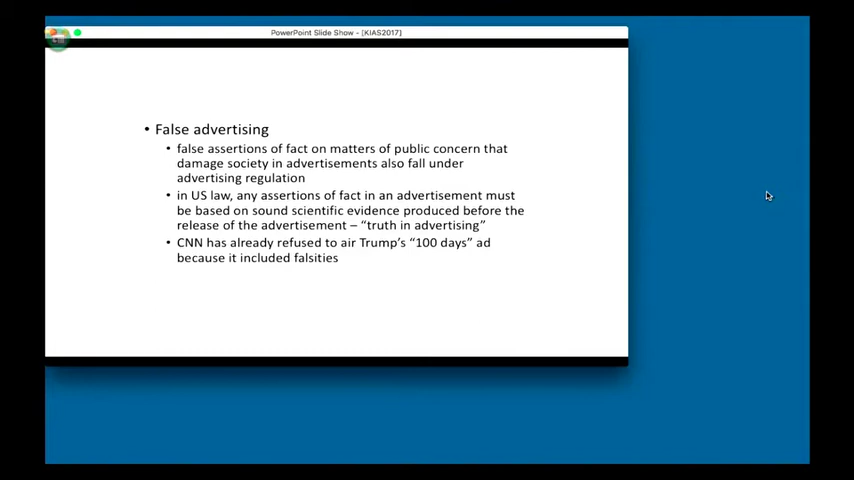 PowerPoint Slide Show - [KIAS2017]
• False advertising
• false assertions of fact on matters of public concern that
damage society in advertisements also fall under
advertising regulation
• in US law, any assertions of fact in an advertisement must
be based on sound scientific evidence produced before the
release of the advertisement – “truth in advertising”
• CNN has already refused to air Trump’s “100 days” ad
because it included falsities